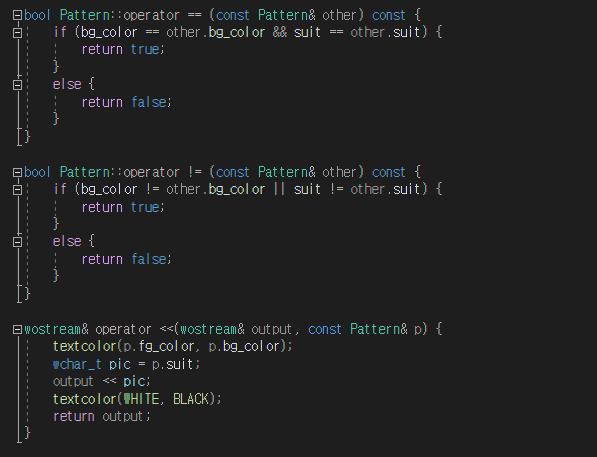 bool Pattern::operator == (const Pattern& other) const {
    if (bg_color == other.bg_color && suit == other.suit) {
        return true;
    }
    else {
        return false;
    }
}
bool Pattern::operator != (const Pattern& other) const {
    if (bg_color != other.bg_color || suit != other.suit) {
        return true;
    }
    else {
        return false;
    }
}
wostream& operator <<(wostream& output, const Pattern& p) {
    textcolor(p.fg_color, p.bg_color);
    wchar_t pic = p.suit;
    output << pic;
    textcolor(WHITE, BLACK);
    return output;
}